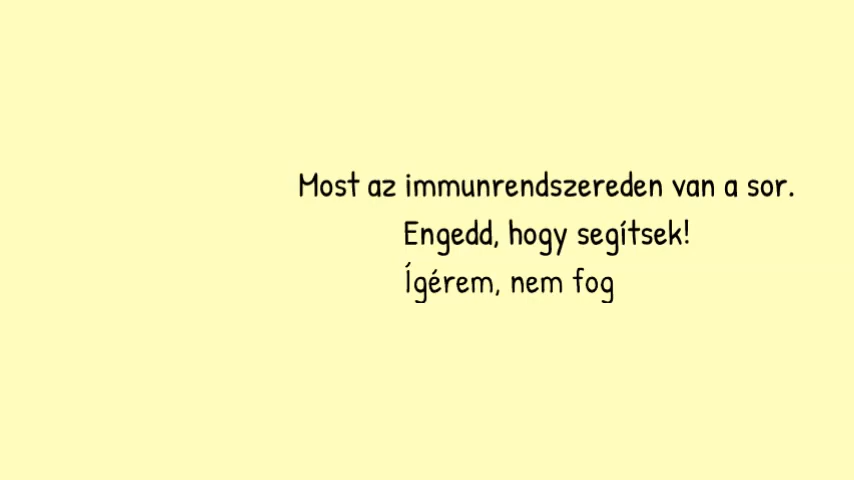 Most az immunrendszereden van a sor.
Engedd, hogy segítsek!
Ígérem, nem fog